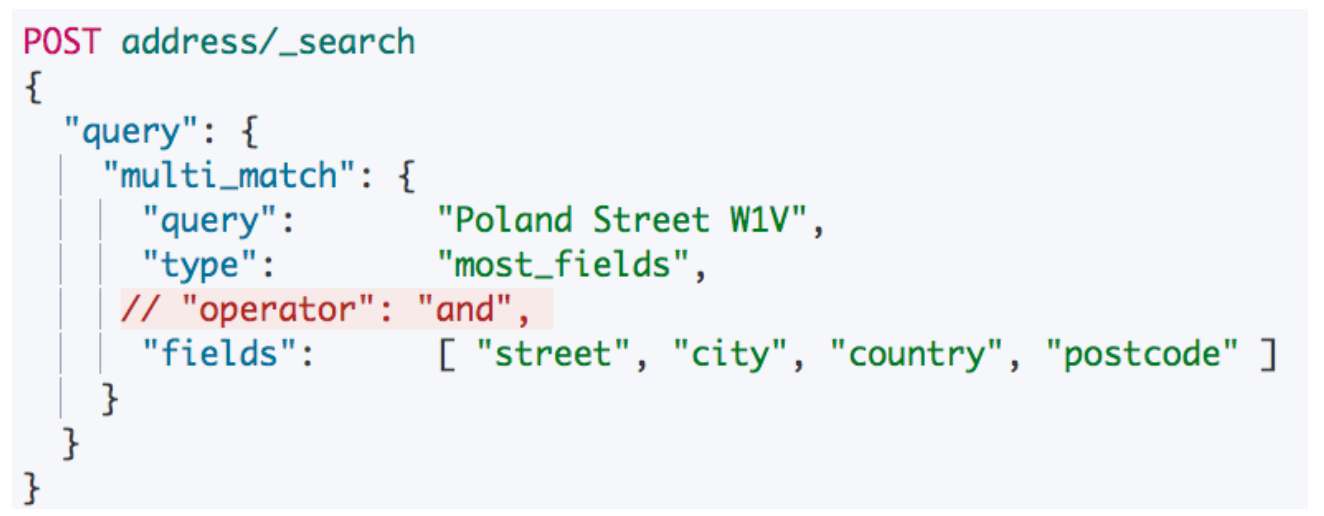 POST address/_search
{
  "query": {
    "multi_match": {
      "query":       "Poland Street W1V",
      "type":        "most_fields",
     // "operator": "and",
      "fields":      [ "street", "city", "country", "postcode" ]
    }
  }
}